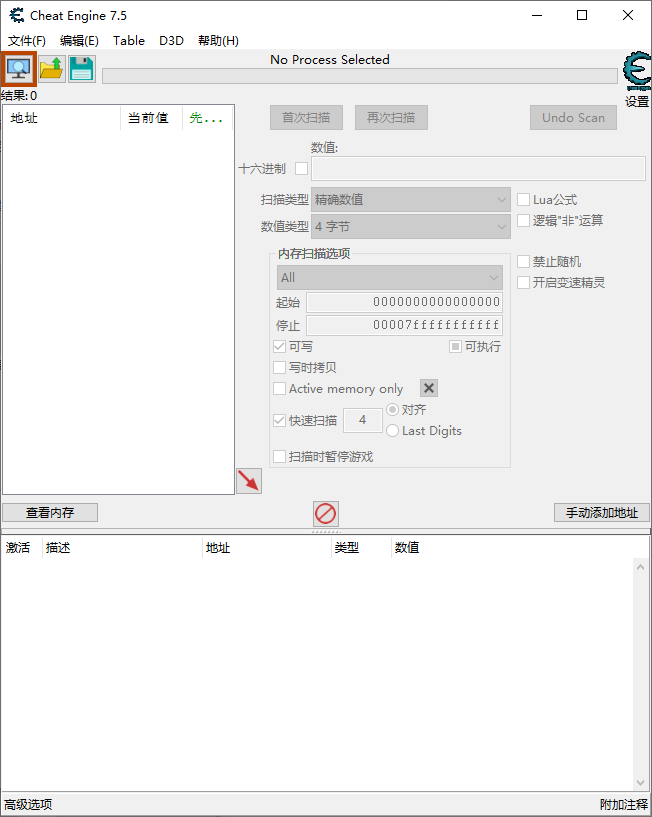 Cheat Engine 7.5
文件(F) 编辑(E) Table D3D 帮助(H)
No Process Selected
结果: 0
设置
地址 当前值 先...
首次扫描 再次扫描 Undo Scan
数值:
十六进制
扫描类型 精确数值 Lua公式
数值类型 4 字节 逻辑"非"运算
内存扫描选项
All
禁止随机
开启变速精灵
起始 0000000000000000
停止 00007fffffffffff
可写 可执行
写时拷贝
Active memory only
快速扫描 4 对齐
Last Digits
扫描时暂停游戏
查看内存 手动添加地址
激活 描述 地址 类型 数值
高级选项 附加注释